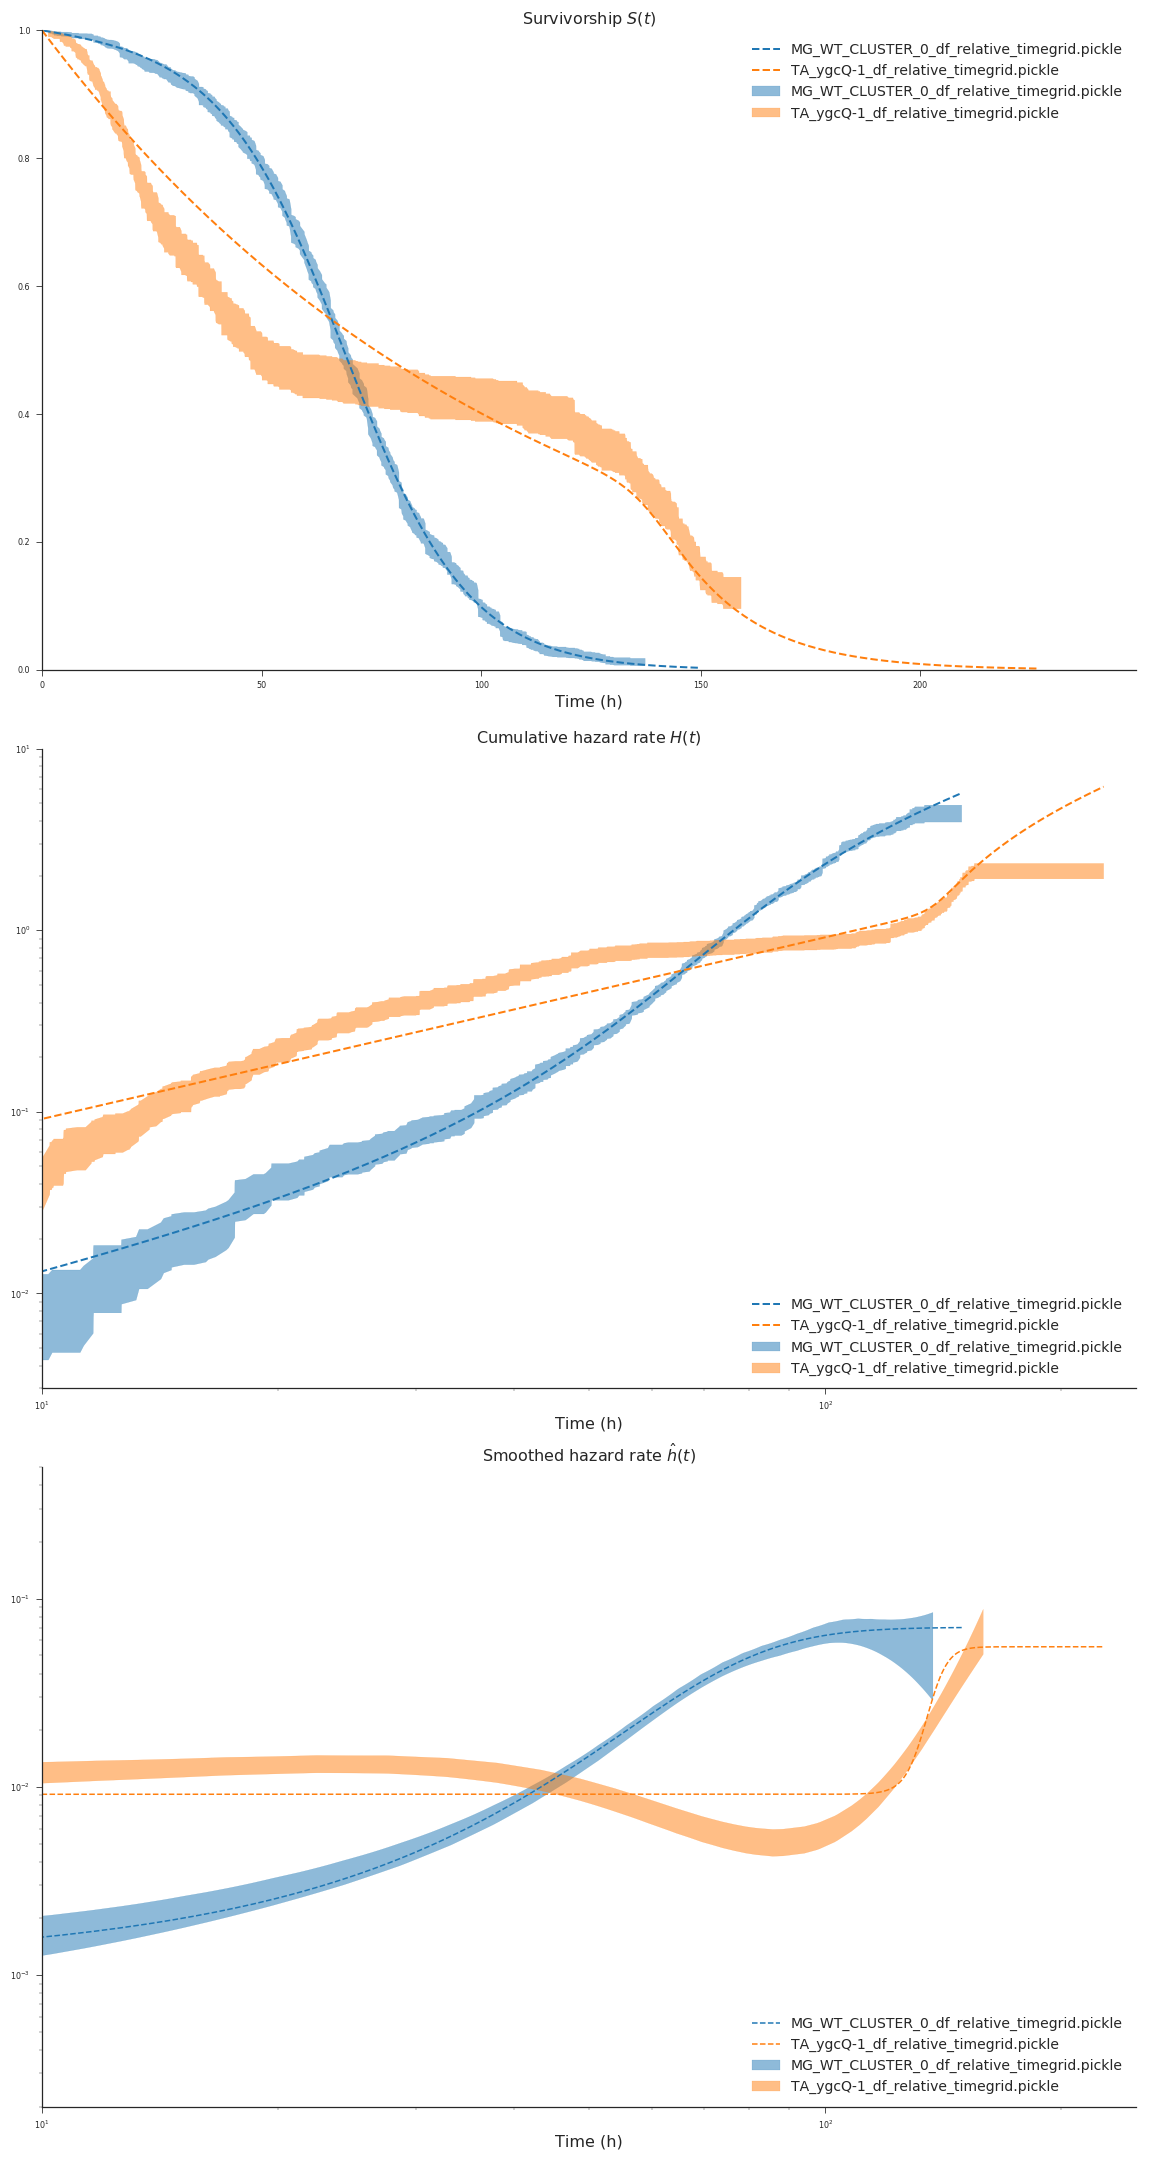 Survivorship S(t)
1.0
0.8
0.6
0.4
0.2
0.0
MG_WT_CLUSTER_0_df_relative_timegrid.pickle
TA_ygcQ-1_df_relative_timegrid.pickle
MG_WT_CLUSTER_0_df_relative_timegrid.pickle
TA_ygcQ-1_df_relative_timegrid.pickle
0 50 100 150 200
Time (h)
Cumulative hazard rate H(t)
10¹
10⁰
10⁻¹
10⁻²
MG_WT_CLUSTER_0_df_relative_timegrid.pickle
TA_ygcQ-1_df_relative_timegrid.pickle
MG_WT_CLUSTER_0_df_relative_timegrid.pickle
TA_ygcQ-1_df_relative_timegrid.pickle
10¹ 10²
Time (h)
Smoothed hazard rate ĥ(t)
10⁻¹
10⁻²
10⁻³
MG_WT_CLUSTER_0_df_relative_timegrid.pickle
TA_ygcQ-1_df_relative_timegrid.pickle
MG_WT_CLUSTER_0_df_relative_timegrid.pickle
TA_ygcQ-1_df_relative_timegrid.pickle
10¹ 10²
Time (h)